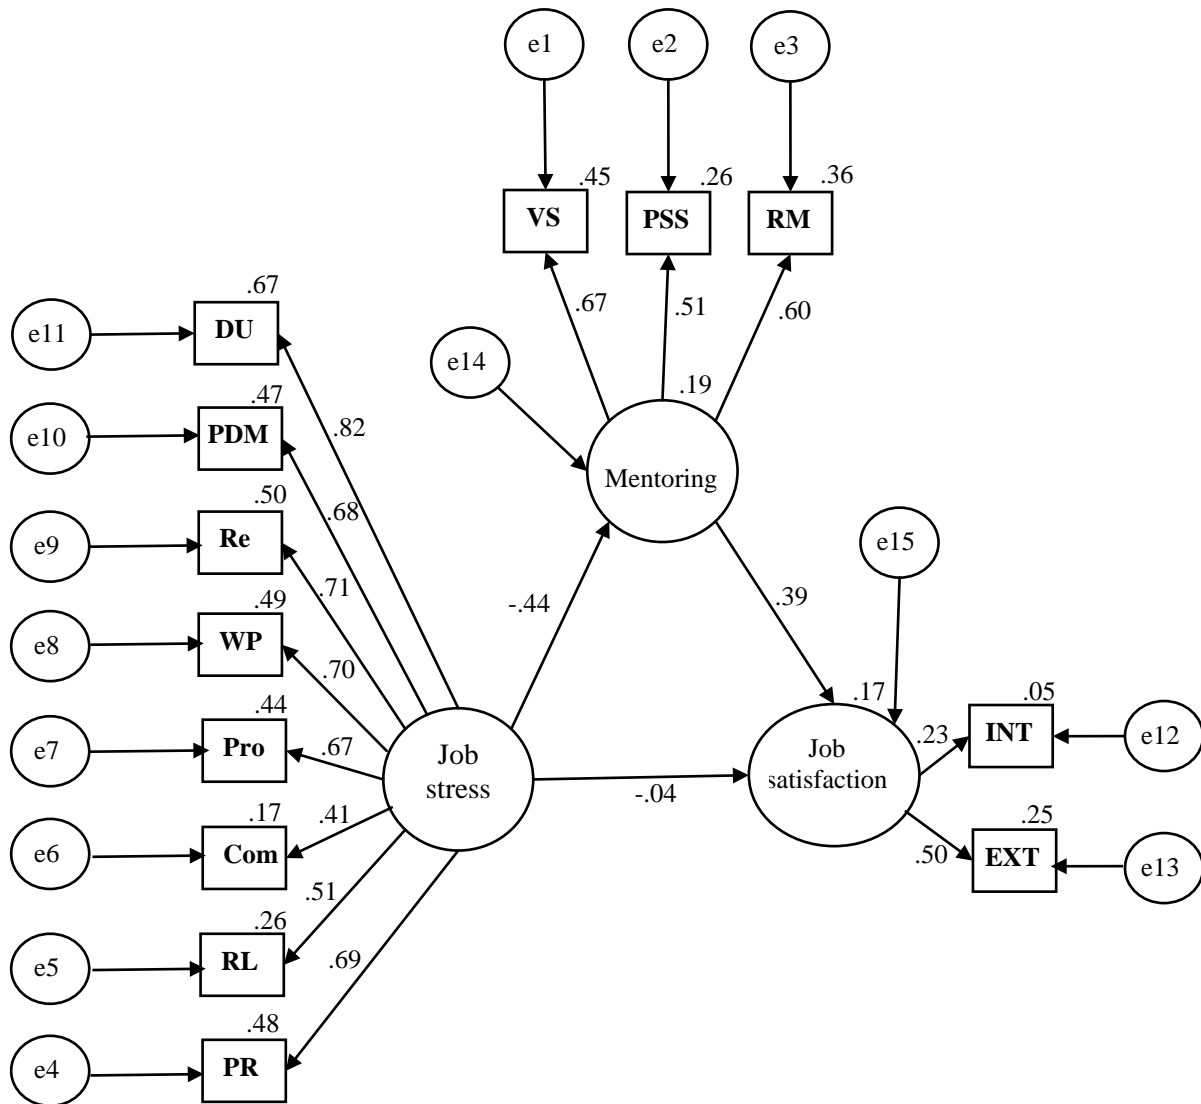 e1
e2
e3
.45
.26
.36
VS
PSS
RM
.67
.51
.60
e14
.19
Mentoring
e11
.67
DU
.82
e10
.47
PDM
.68
e9
.50
Re
.71
e8
.49
WP
.70
e7
.44
Pro
.67
e6
.17
Com
.41
e5
.26
RL
.51
e4
.48
PR
.69
Job
stress
-.44
-.04
.39
e15
.17
Job
satisfaction
.23
.05
INT
e12
.50
.25
EXT
e13